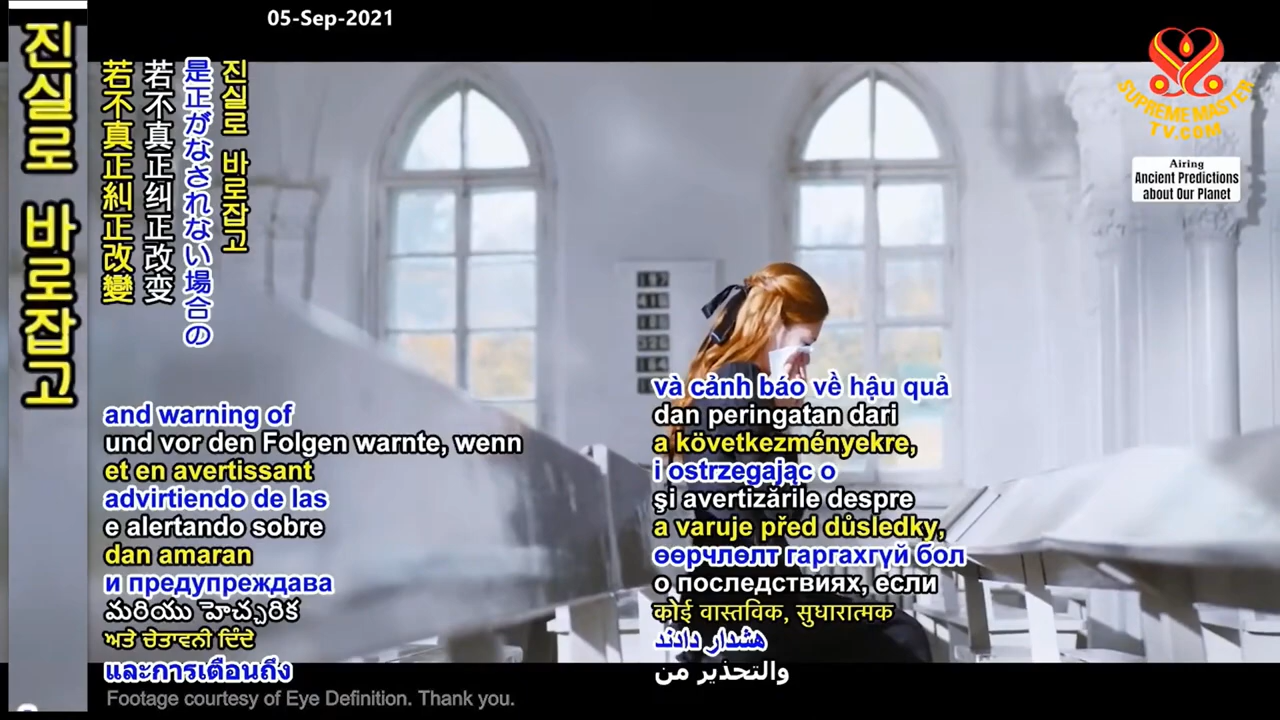 05-Sep-2021
진실로 바로잡고
若不真正糾正改變
若不真正纠正改变
是正がなされない場合の
진실로 바로잡고
SUPREME MASTER
TV.COM
Airing
Ancient Predictions
about Our Planet
and warning of
und vor den Folgen warnte, wenn
et en avertissant
advirtiendo de las
e alertando sobre
dan amaran
и предупреждава
మరియు హెచ్చరిక
ਅਤੇ ਚੇਤਾਵਨੀ ਦਿੰਦੇ
และการเตือนถึง
và cảnh báo về hậu quả
dan peringatan dari
a következményekre,
i ostrzegając o
și avertizările despre
a varuje před důsledky,
өөрчлөлт гаргахгүй бол
о последствиях, если
कोई वास्तविक, सुधारात्मक
هشدار دادند
والتحذير من
Footage courtesy of Eye Definition. Thank you.